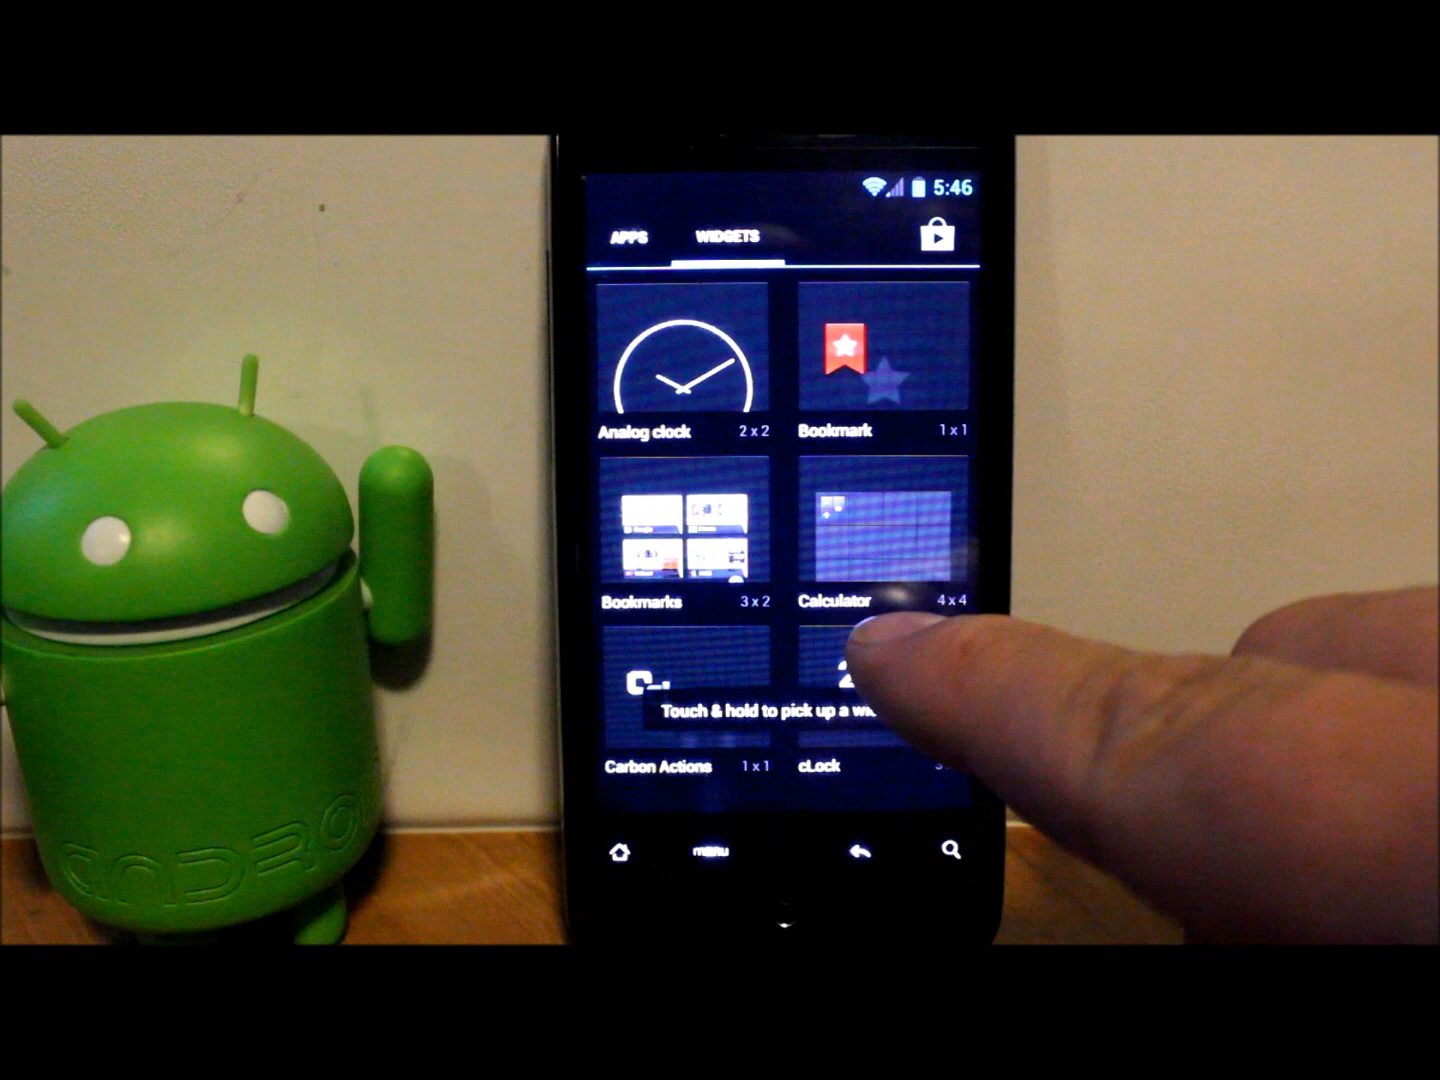 5:46
APPS WIDGETS
Analog clock 2 x 2 Bookmark 1 x 1
Bookmarks 3 x 2 Calculator 4 x 4
Touch & hold to pick up a
Carbon Actions 1 x 1 cLock
menu
ANDROI